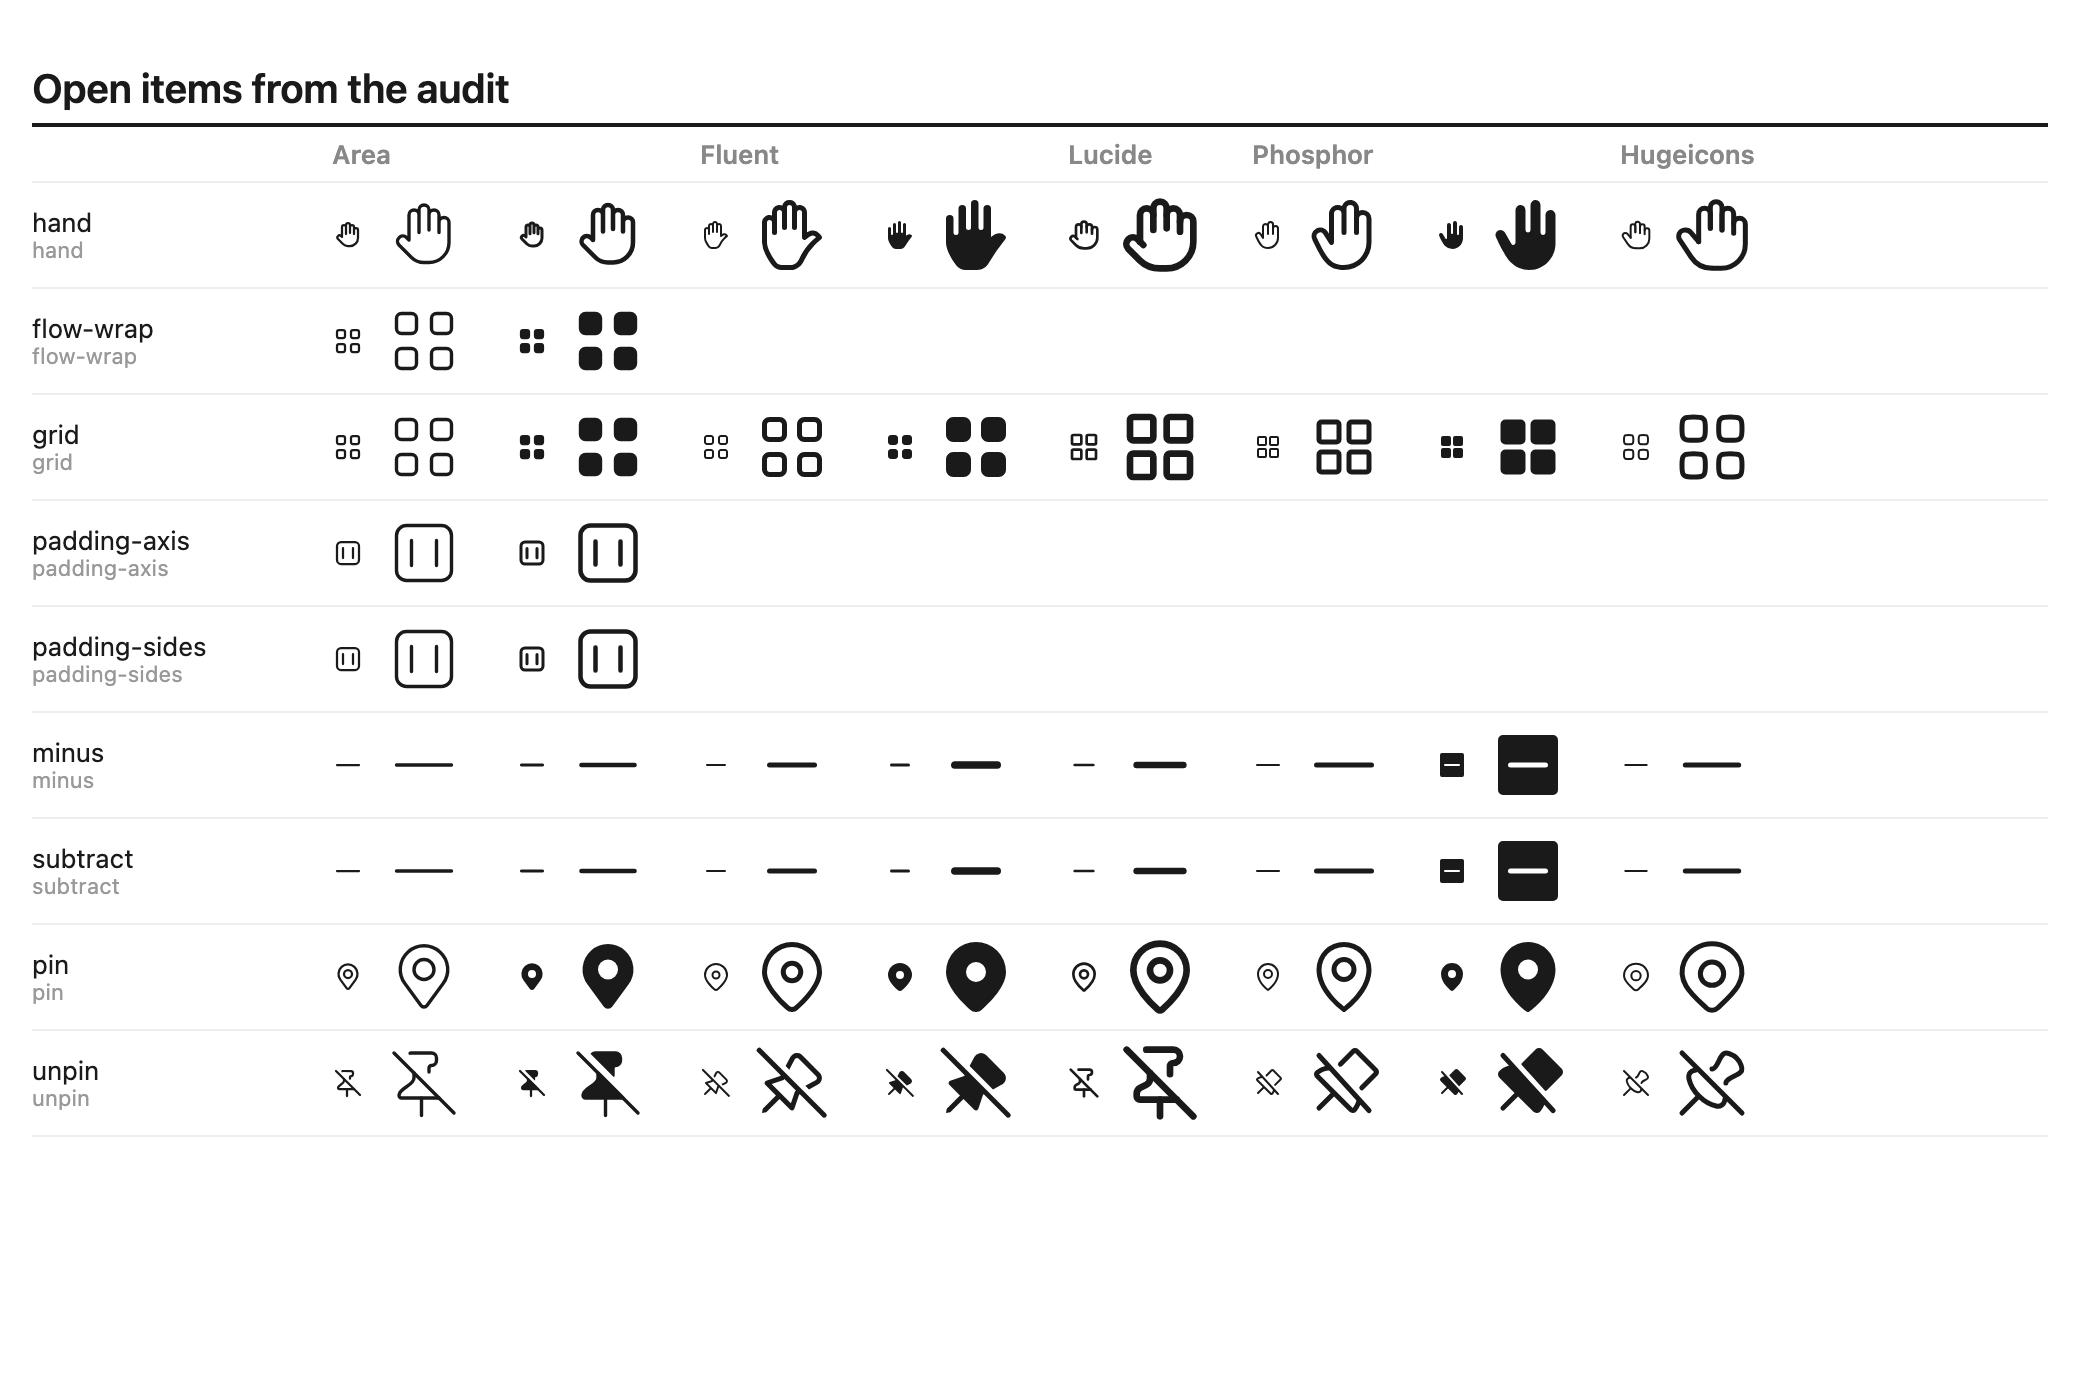 Open items from the audit
Area Fluent Lucide Phosphor Hugeicons
hand
hand
flow-wrap
flow-wrap
grid
grid
padding-axis
padding-axis
padding-sides
padding-sides
minus
minus
subtract
subtract
pin
pin
unpin
unpin